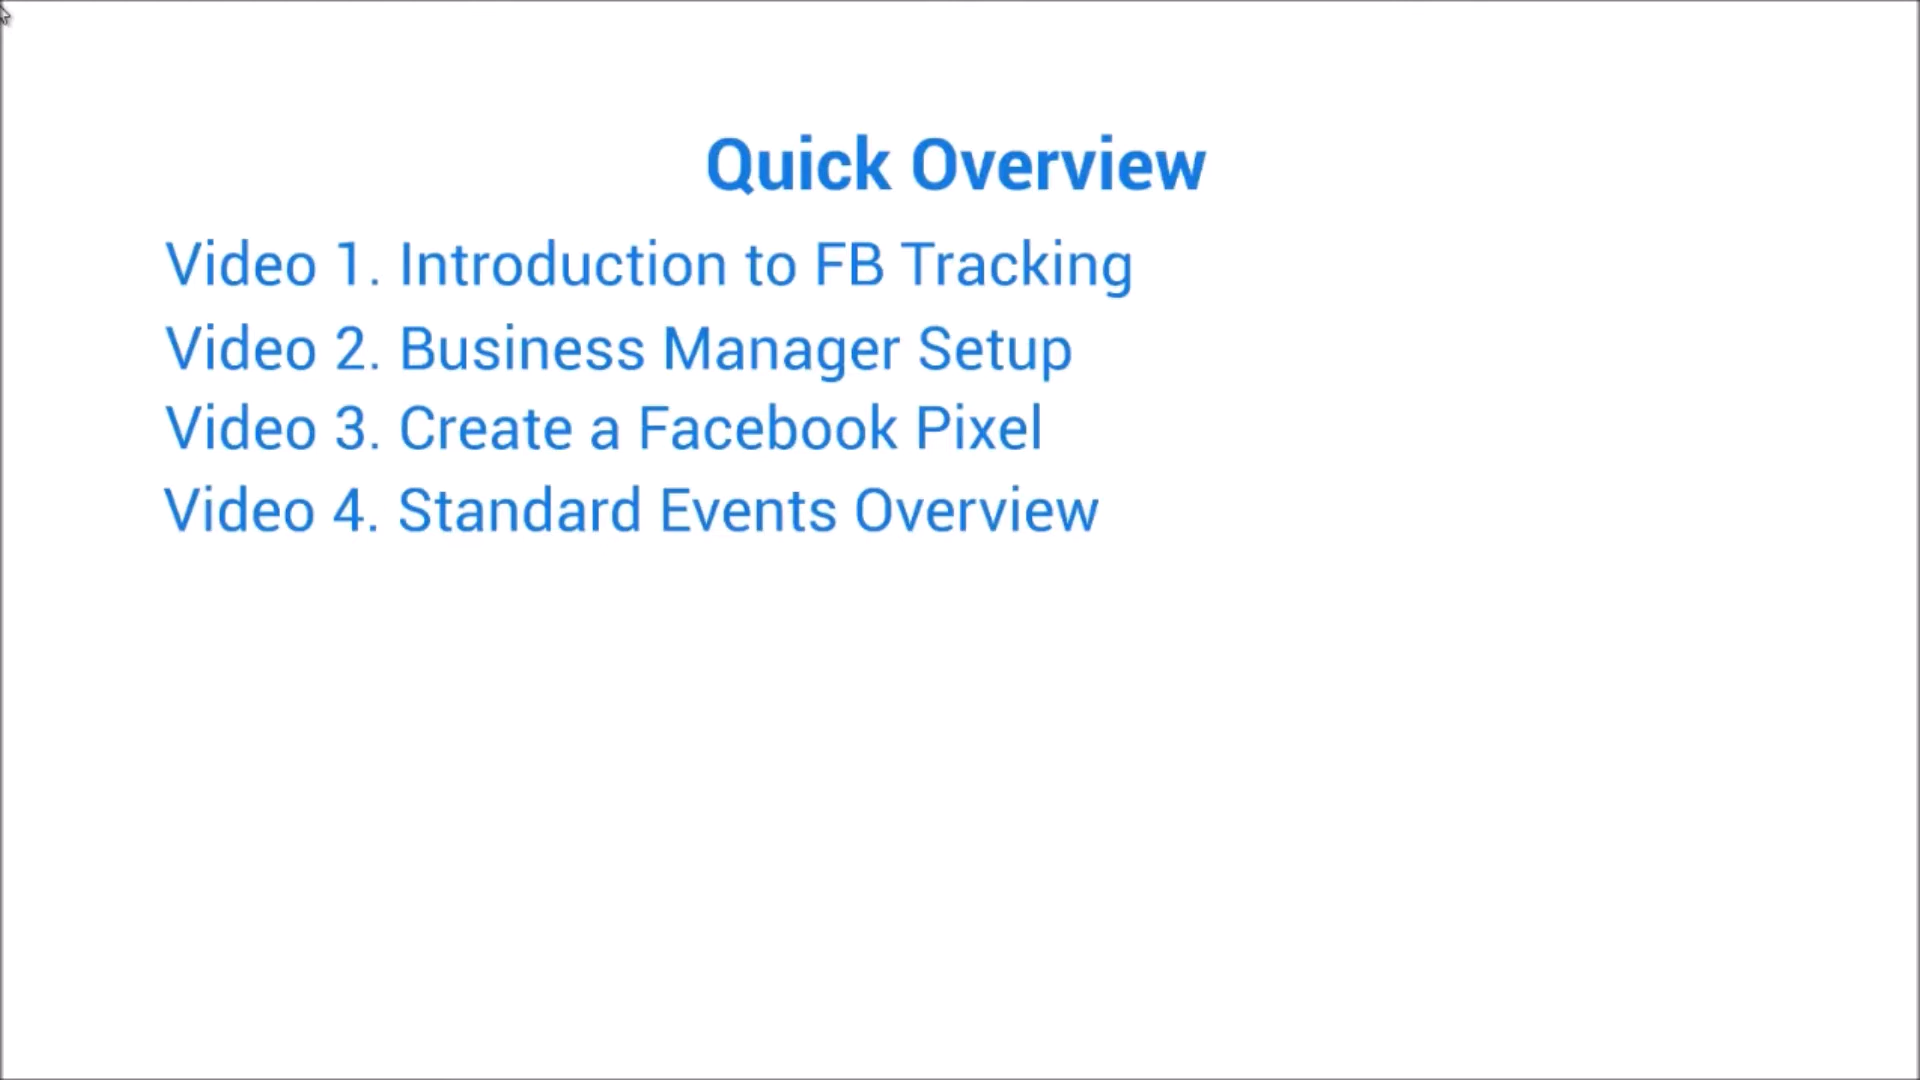 Quick Overview
Video 1. Introduction to FB Tracking
Video 2. Business Manager Setup
Video 3. Create a Facebook Pixel
Video 4. Standard Events Overview